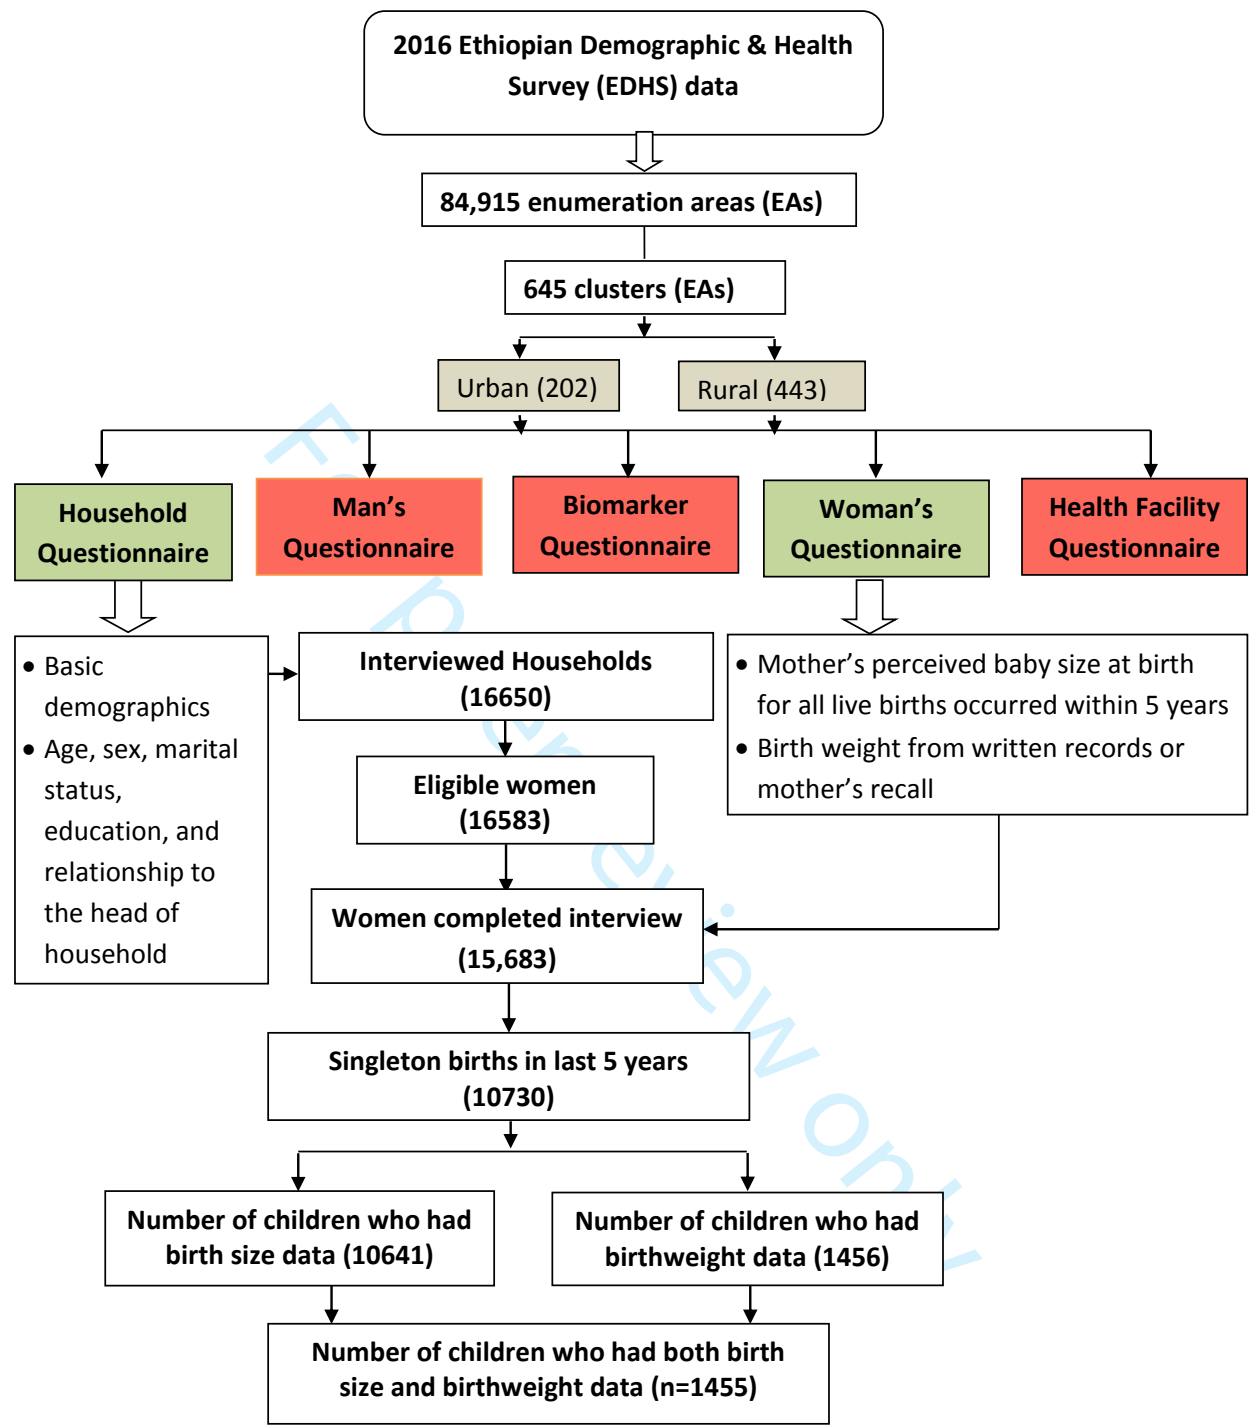 2016 Ethiopian Demographic & Health
Survey (EDHS) data
84,915 enumeration areas (EAs)
645 clusters (EAs)
Urban (202)
Rural (443)
Household
Questionnaire
Man's
Questionnaire
Biomarker
Questionnaire
Woman's
Questionnaire
Health Facility
Questionnaire
• Basic
demographics
• Age, sex, marital
status,
education, and
relationship to
the head of
household
Interviewed Households
(16650)
• Mother's perceived baby size at birth
for all live births occurred within 5 years
• Birth weight from written records or
mother's recall
Eligible women
(16583)
Women completed interview
(15,683)
Singleton births in last 5 years
(10730)
Number of children who had
birth size data (10641)
Number of children who had
birthweight data (1456)
Number of children who had both birth
size and birthweight data (n=1455)
For peer review only